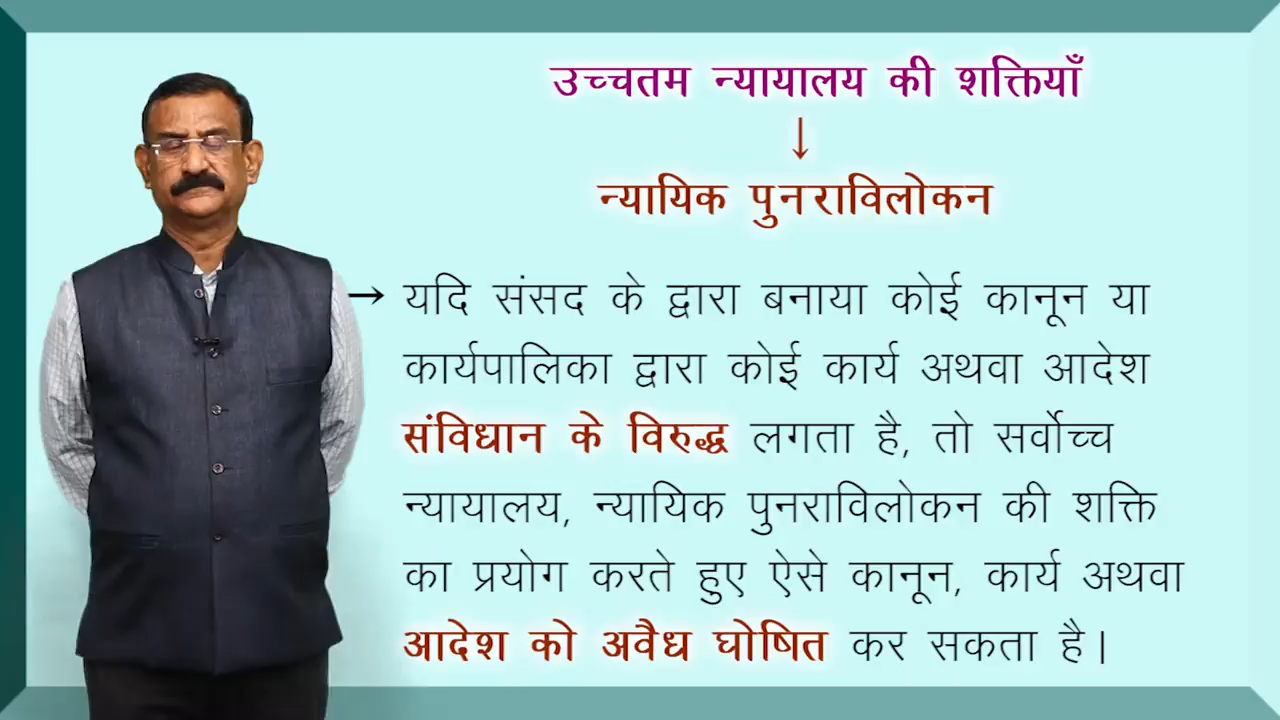 उच्चतम न्यायालय की शक्तियाँ
↓
न्यायिक पुनराविलोकन
→ यदि संसद के द्वारा बनाया कोई कानून या
कार्यपालिका द्वारा कोई कार्य अथवा आदेश
संविधान के विरुद्ध लगता है, तो सर्वोच्च
न्यायालय, न्यायिक पुनराविलोकन की शक्ति
का प्रयोग करते हुए ऐसे कानून, कार्य अथवा
आदेश को अवैध घोषित कर सकता है।